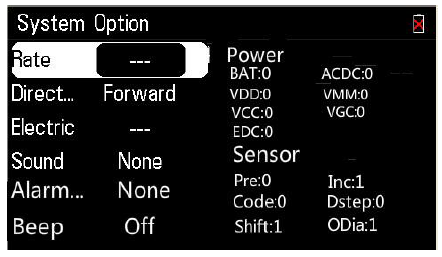 System Option
Rate ---
Direct... Forward
Electric ---
Sound None
Alarm... None
Beep Off
Power
BAT:0 ACDC:0
VDD:0 VMM:0
VCC:0 VGC:0
EDC:0
Sensor
Pre:0 Inc:1
Code:0 Dstep:0
Shift:1 ODia:1